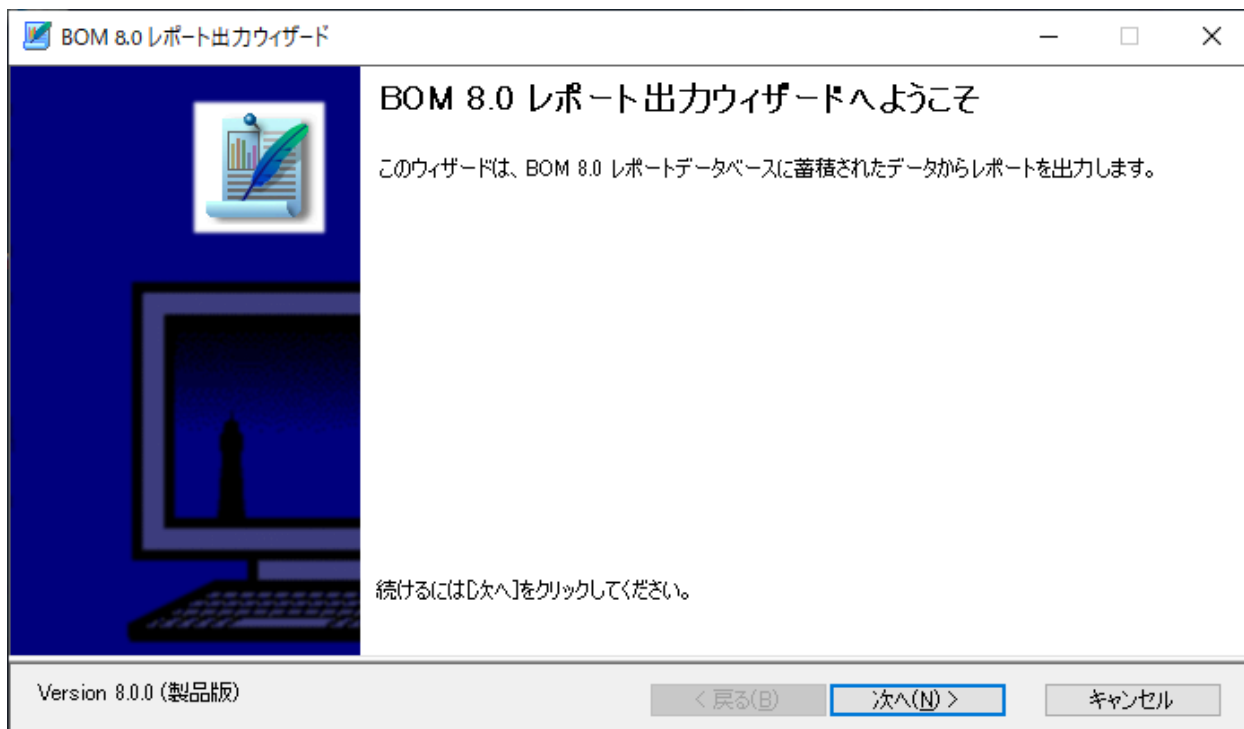 BOM 8.0 レポート出力ウィザード
BOM 8.0 レポート出力ウィザードへようこそ
このウィザードは、BOM 8.0 レポートデータベースに蓄積されたデータからレポートを出力します。
続けるには[次へ]をクリックしてください。
Version 8.0.0 (製品版)
< 戻る(B)
次へ(N) >
キャンセル